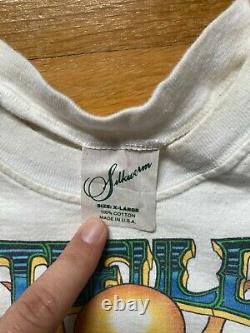 Silkworm
SIZE: X-LARGE
100% COTTON
MADE IN U.S.A.